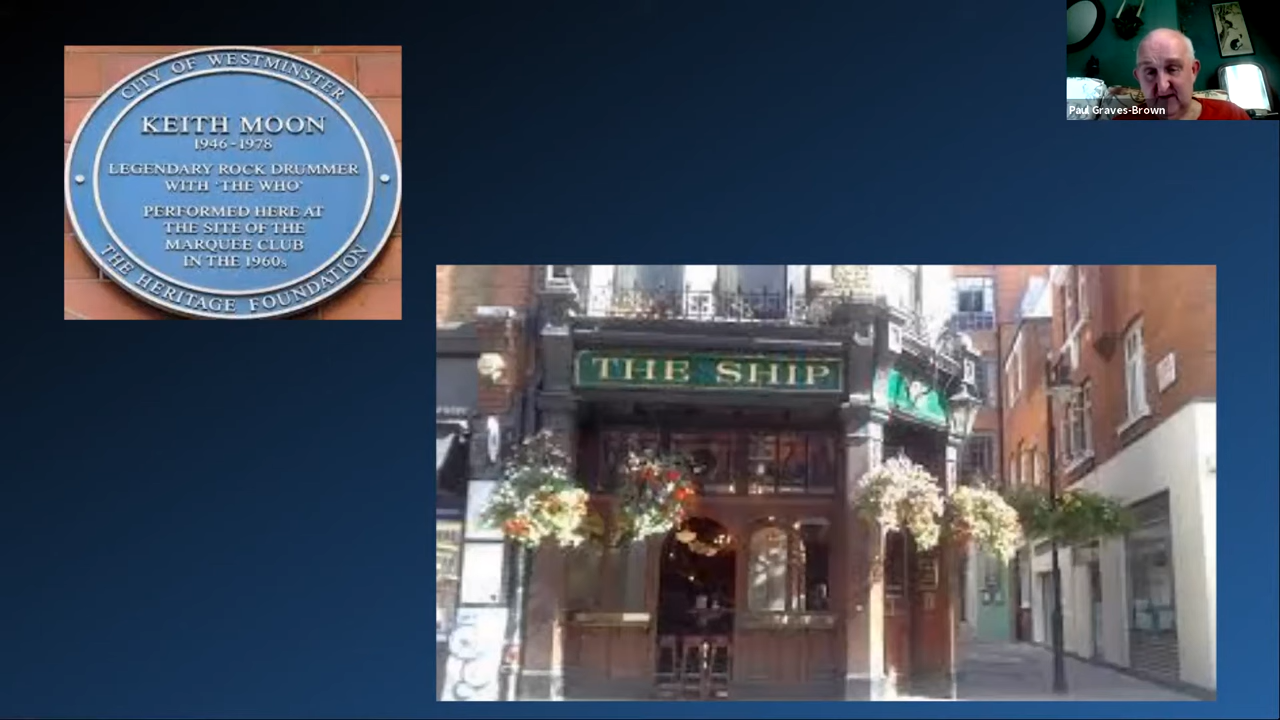 CITY OF WESTMINSTER
KEITH MOON
1946-1978
LEGENDARY ROCK DRUMMER
WITH 'THE WHO'
PERFORMED HERE AT
THE SITE OF THE
MARQUEE CLUB
IN THE 1960s
THE HERITAGE FOUNDATION
THE SHIP
Paul Graves-Brown